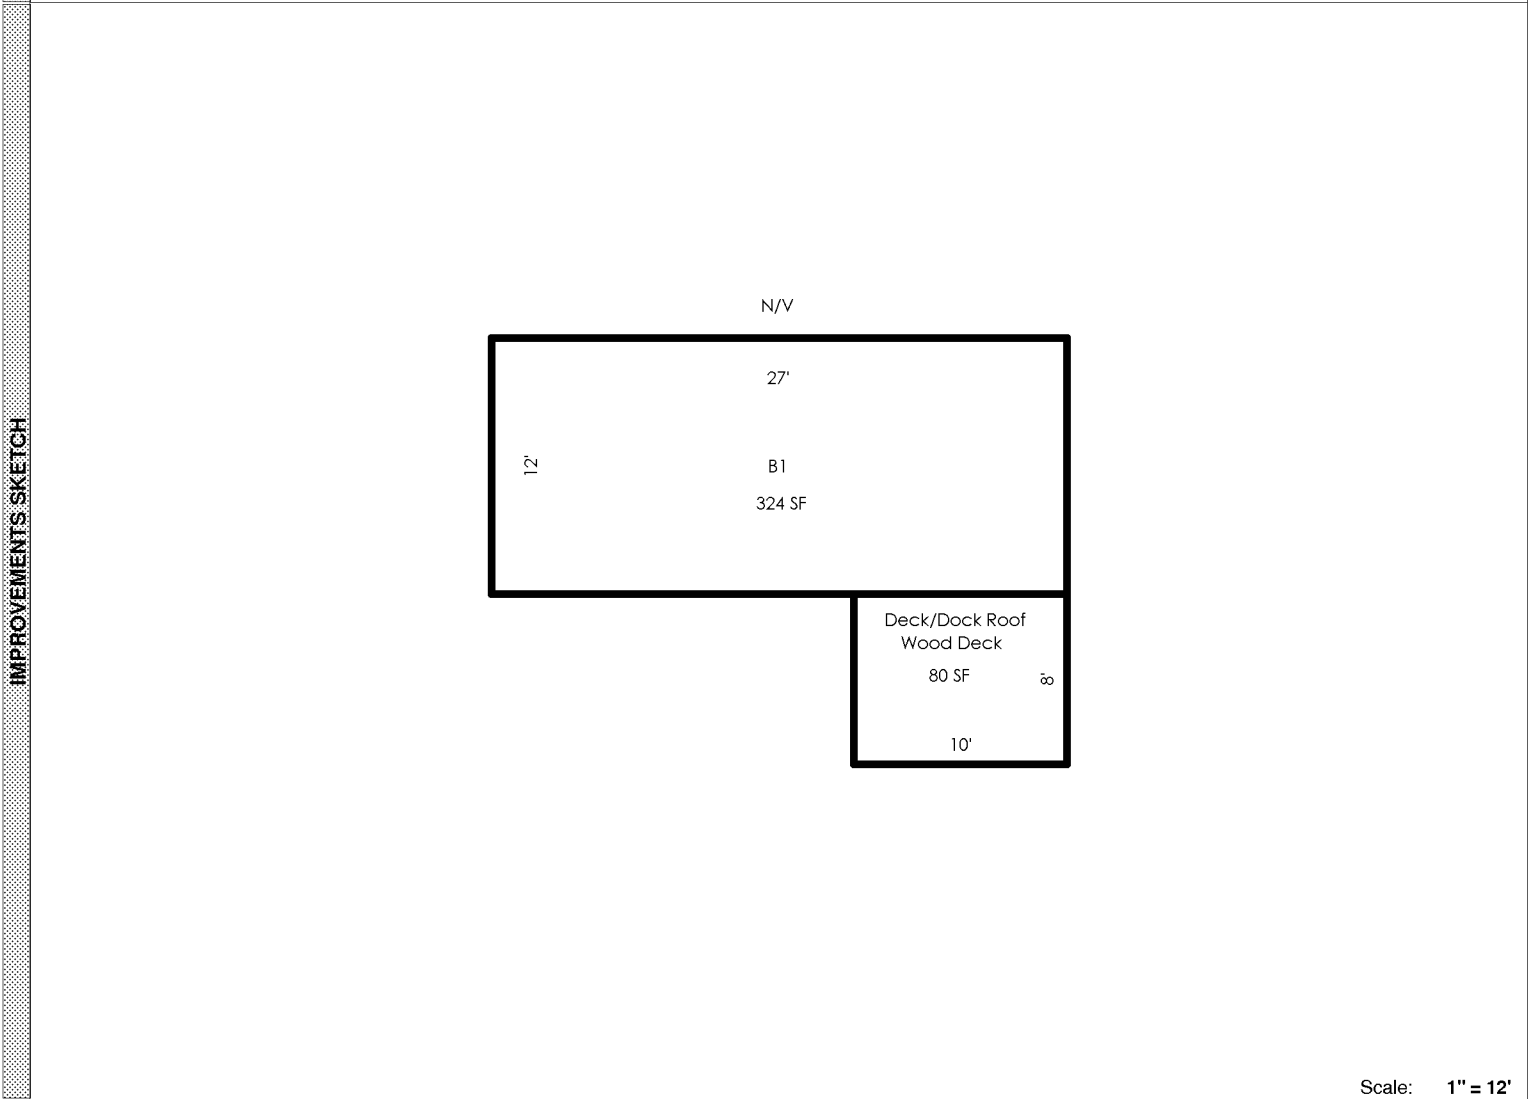 IMPROVEMENTS SKETCH
N/V
27'
12'
B1
324 SF
Deck/Dock Roof
Wood Deck
80 SF
8'
10'
Scale: 1" = 12'